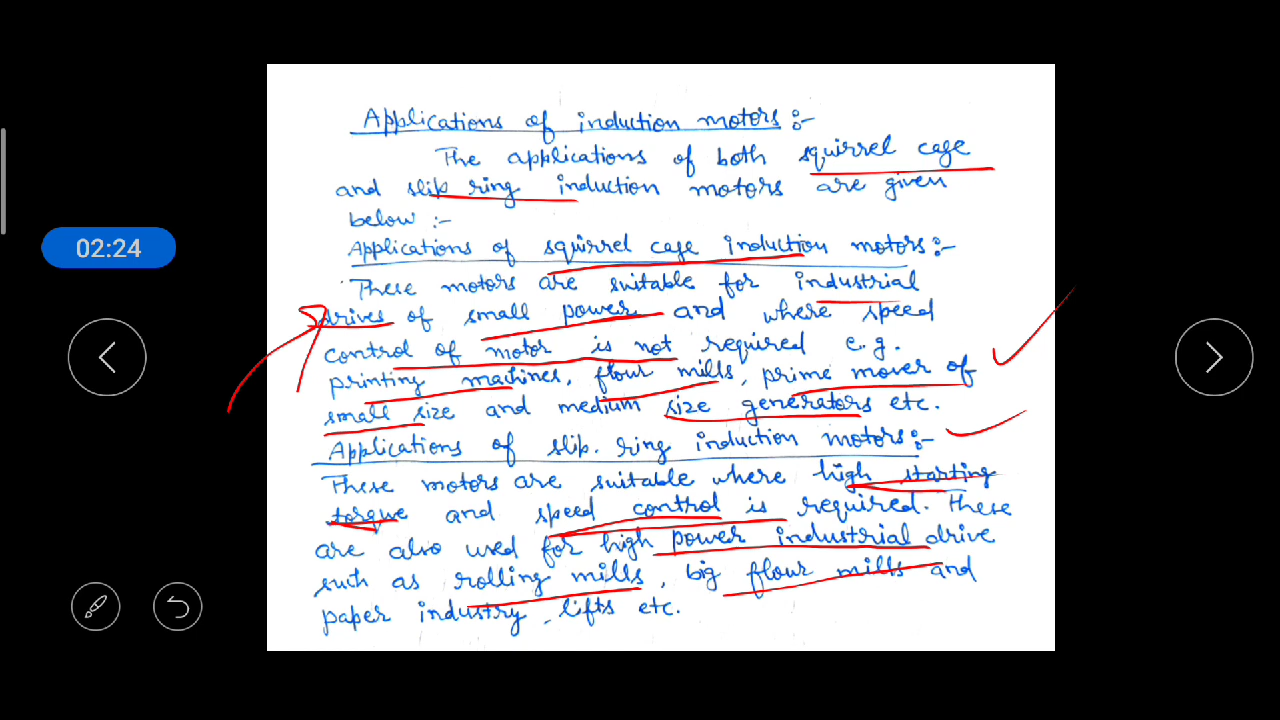 Applications of induction motors :-
The applications of both squirrel cage
and slip ring induction motors are given
below :-
Applications of squirrel cage induction motors :-
These motors are suitable for industrial
drives of small power and where speed
control of motor is not required e.g.
printing machines, flour mills, prime mover of
small size and medium size generators etc.
Applications of slip. ring induction motors :-
These motors are suitable where high starting
torque and speed control is required. These
are also used for high power industrial drive
such as rolling mills, big flour mills and
paper industry, lifts etc.
02:24